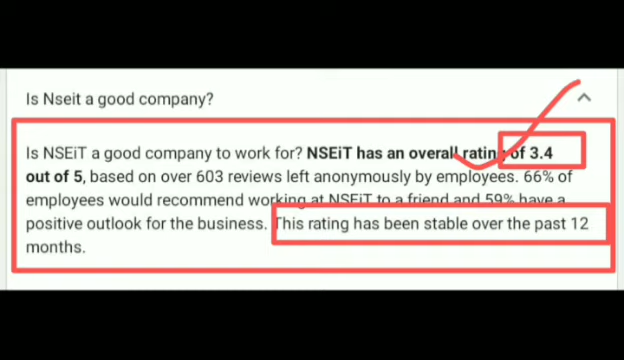 Is Nseit a good company?
Is NSEiT a good company to work for? NSEiT has an overall rating of 3.4
out of 5, based on over 603 reviews left anonymously by employees. 66% of
employees would recommend working at NSEiT to a friend and 59% have a
positive outlook for the business. This rating has been stable over the past 12
months.